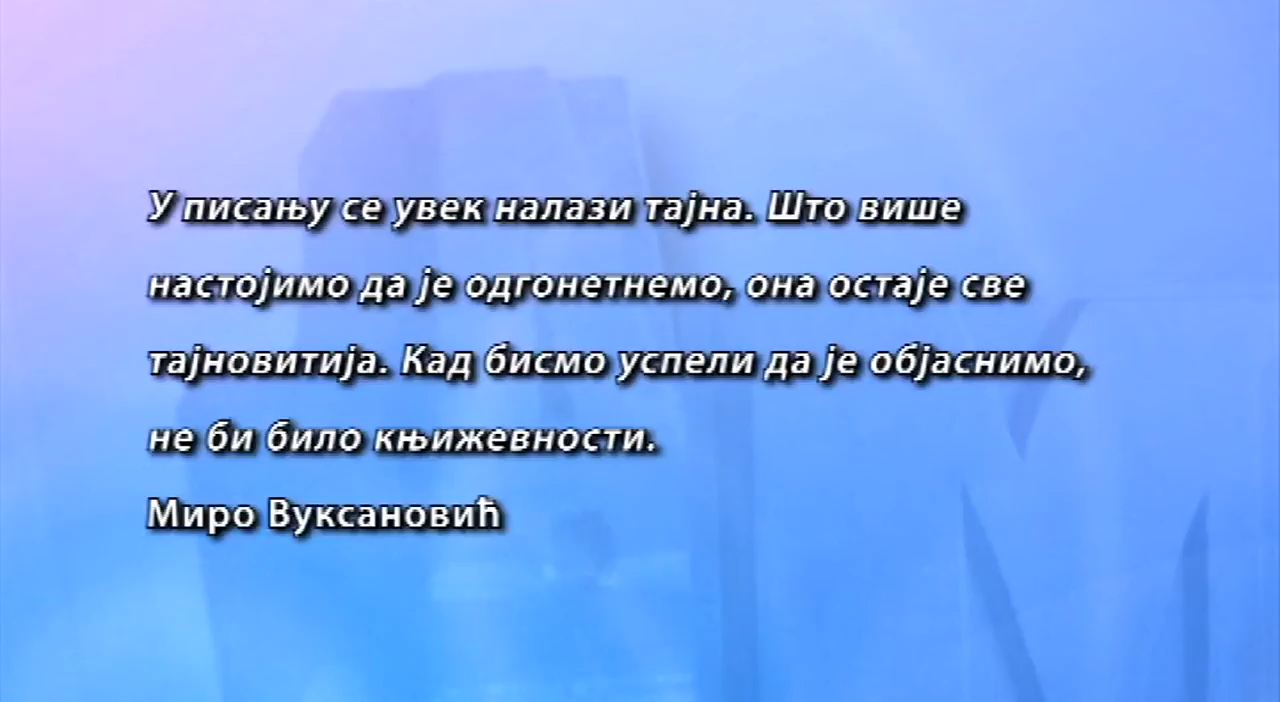 У писању се увек налази тајна. Што више
настојимо да је одгонетнемо, она остаје све
тајновитија. Кад бисмо успели да је објаснимо,
не би било књижевности.
Миро Вуксановић